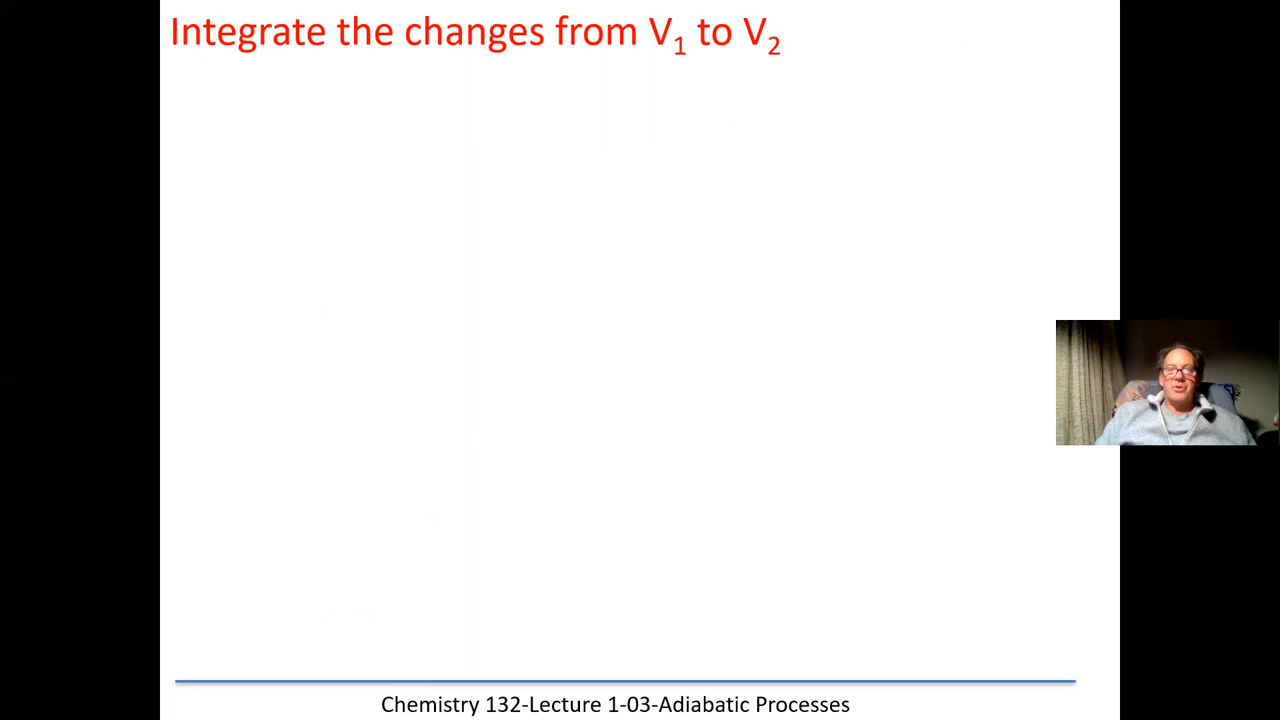 Integrate the changes from V₁ to V₂
Chemistry 132-Lecture 1-03-Adiabatic Processes